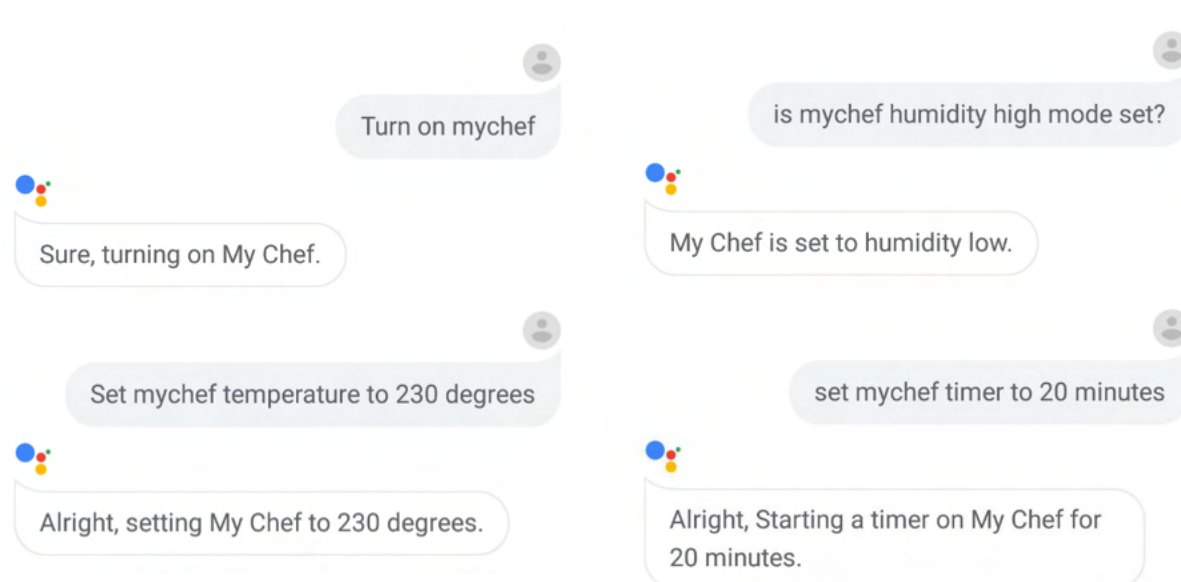 Turn on mychef
Sure, turning on My Chef.
Set mychef temperature to 230 degrees
Alright, setting My Chef to 230 degrees.
is mychef humidity high mode set?
My Chef is set to humidity low.
set mychef timer to 20 minutes
Alright, Starting a timer on My Chef for
20 minutes.